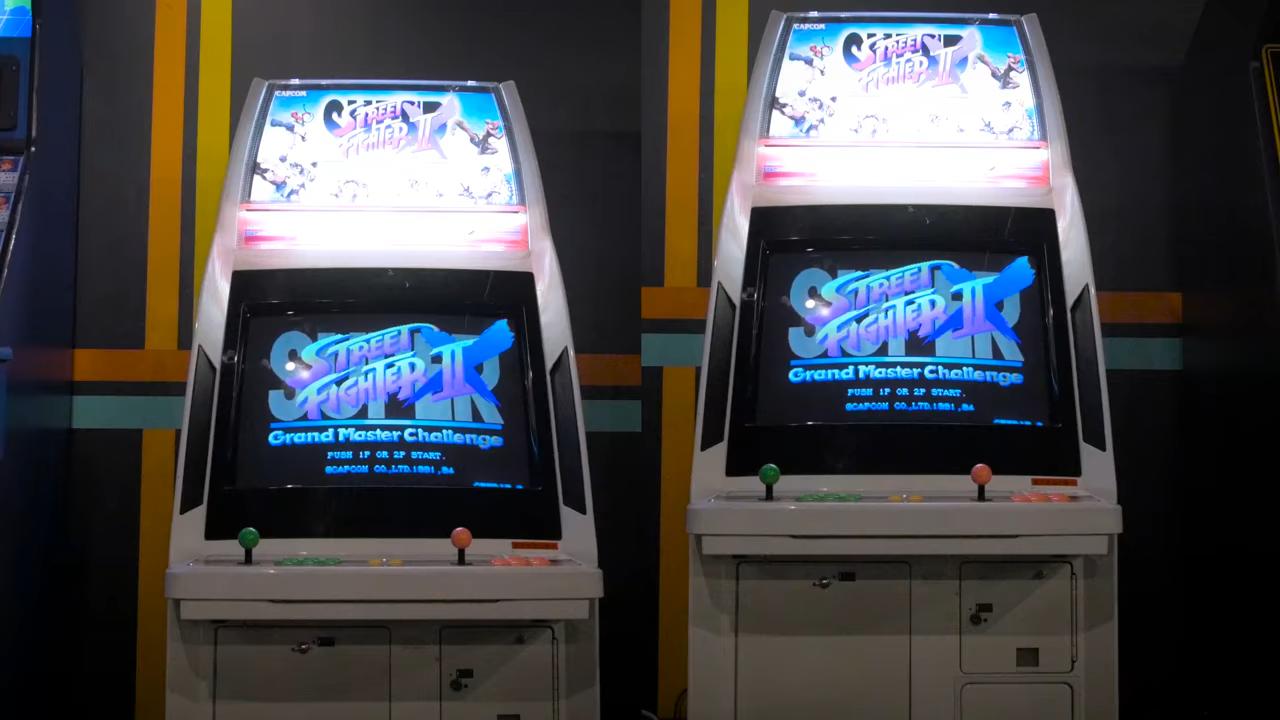 CAPCOM
SUPER
STREET
FIGHTER II X
SUPER
STREET
FIGHTER II X
Grand Master Challenge
PUSH 1P OR 2P START.
©CAPCOM CO.,LTD.1991,94
CAPCOM
SUPER
STREET
FIGHTER II X
SUPER
STREET
FIGHTER II X
Grand Master Challenge
PUSH 1P OR 2P START.
©CAPCOM CO.,LTD.1991,94